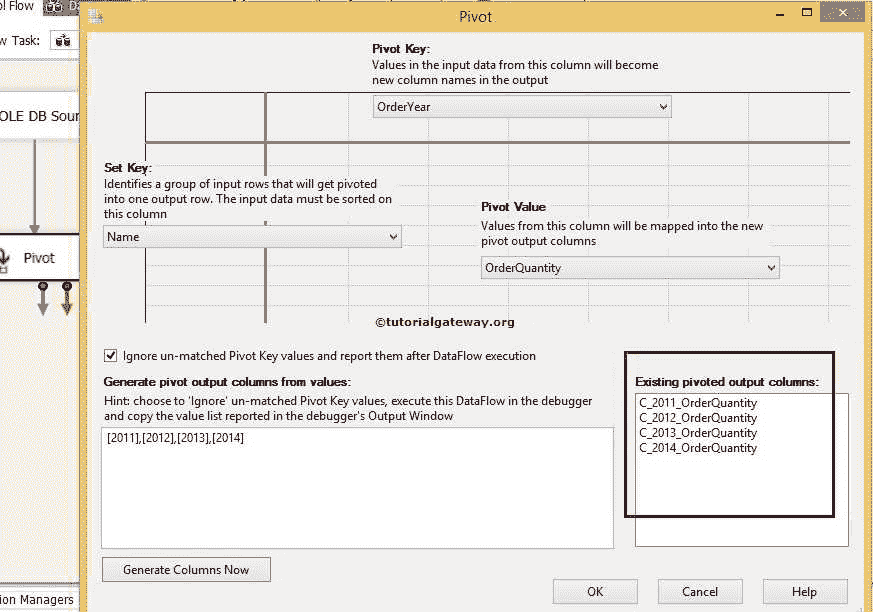 ol Flow
Pivot
w Task:
Pivot Key:
Values in the input data from this column will become
new column names in the output
OrderYear
OLE DB Sour
Set Key:
Identifies a group of input rows that will get pivoted
into one output row. The input data must be sorted on
this column
Name
Pivot Value
Values from this column will be mapped into the new
pivot output columns
OrderQuantity
Pivot
©tutorialgateway.org
Ignore un-matched Pivot Key values and report them after DataFlow execution
Generate pivot output columns from values:
Hint: choose to 'Ignore' un-matched Pivot Key values, execute this DataFlow in the debugger
and copy the value list reported in the debugger's Output Window
[2011],[2012],[2013],[2014]
Existing pivoted output columns:
C_2011_OrderQuantity
C_2012_OrderQuantity
C_2013_OrderQuantity
C_2014_OrderQuantity
Generate Columns Now
OK
Cancel
Help
tion Managers